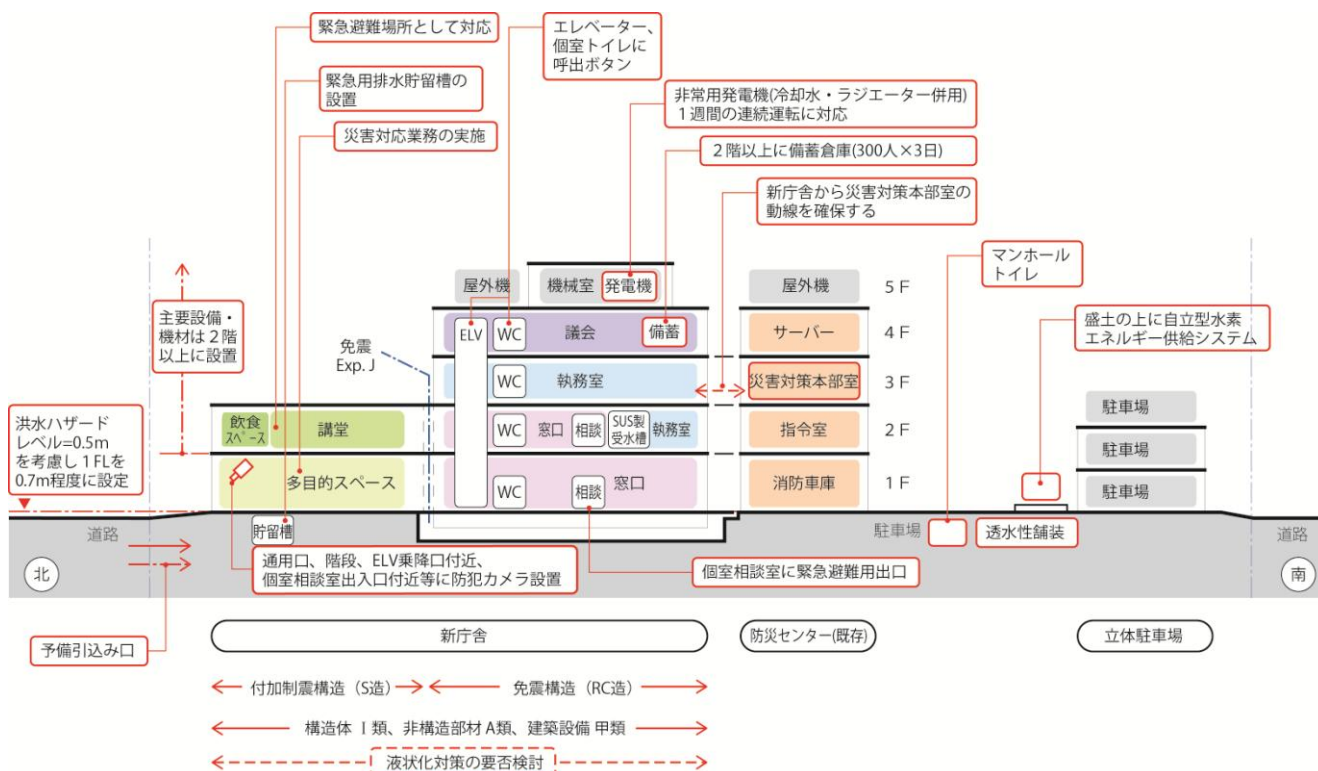 緊急避難場所として対応
エレベーター、
個室トイレに
呼出ボタン
緊急用排水貯留槽の
設置
非常用発電機(冷却水・ラジエーター併用)
1週間の連続運転に対応
災害対応業務の実施
2階以上に備蓄倉庫(300人×3日)
新庁舎から災害対策本部室の
動線を確保する
マンホール
トイレ
盛土の上に自立型水素
エネルギー供給システム
主要設備・
機材は2階
以上に設置
免震
Exp. J
洪水ハザード
レベル=0.5m
を考慮し1FLを
0.7m程度に設定
屋外機
機械室
発電機
屋外機
5F
ELV
WC
議会
備蓄
サーバー
4F
WC
執務室
災害対策本部室
3F
駐車場
飲食
スペース
講堂
WC
窓口
相談
SUS製
受水槽
執務室
指令室
2F
駐車場
多目的スペース
WC
相談
窓口
消防車庫
1F
駐車場
道路
貯留槽
駐車場
透水性舗装
道路
北
通用口、階段、ELV乗降口付近、
個室相談室出入口付近等に防犯カメラ設置
個室相談室に緊急避難用出口
南
予備引込み口
新庁舎
防災センター(既存)
立体駐車場
付加制震構造（S造）
免震構造（RC造）
構造体 Ⅰ類、非構造部材 A類、建築設備 甲類
液状化対策の要否検討